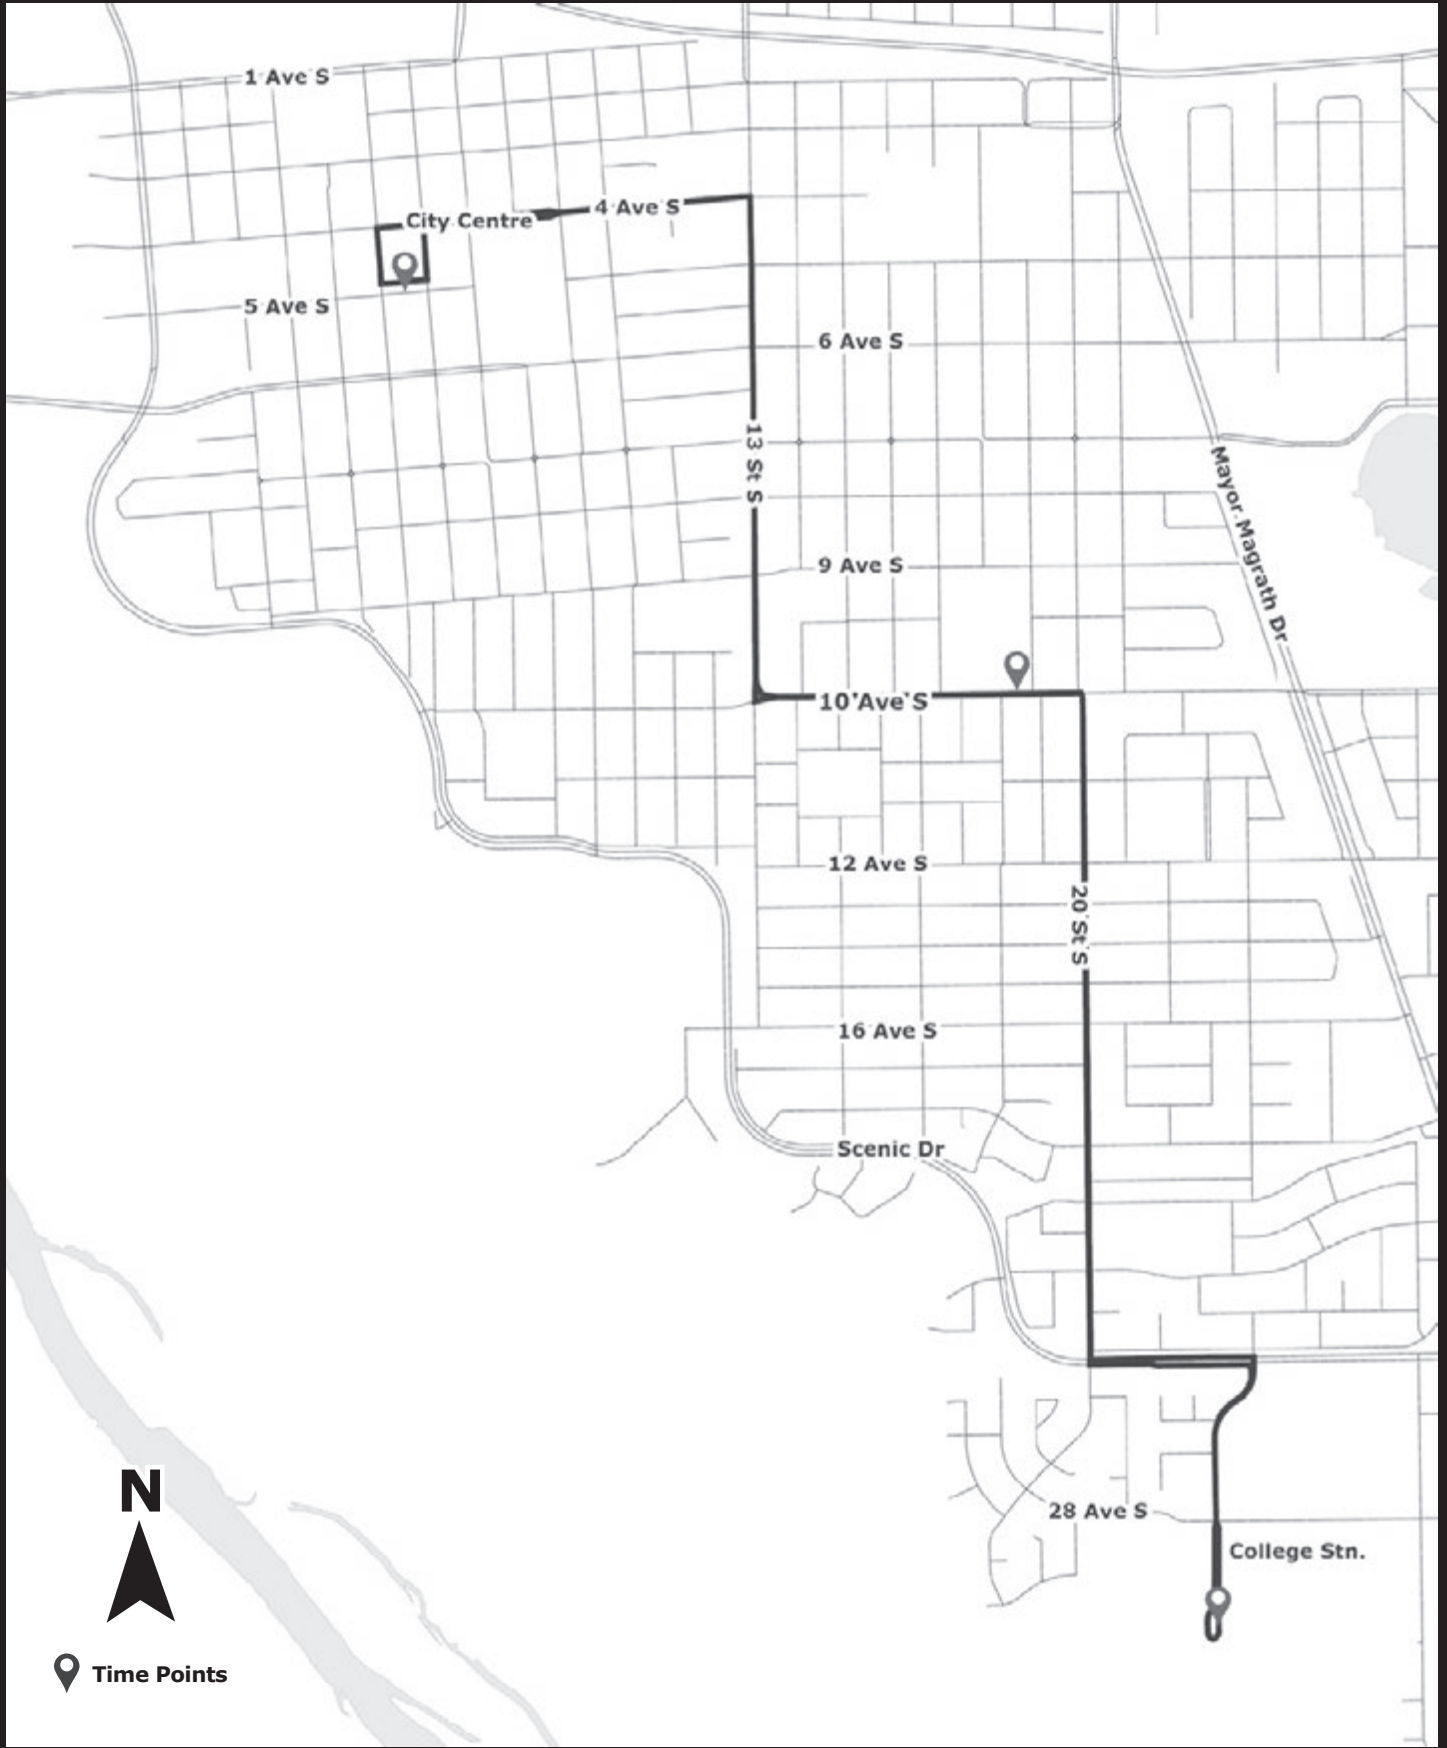 1 Ave S
4 Ave S
City Centre
5 Ave S
6 Ave S
13 St S
Mayor Magrath Dr
9 Ave S
10 Ave S
12 Ave S
20 St S
16 Ave S
Scenic Dr
N
28 Ave S
College Stn.
Time Points